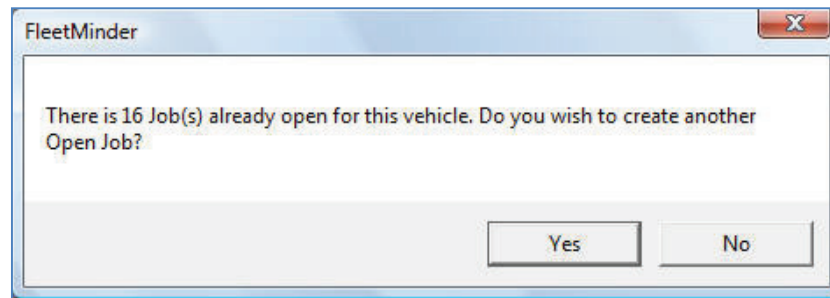 FleetMinder
There is 16 Job(s) already open for this vehicle. Do you wish to create another
Open Job?
Yes No